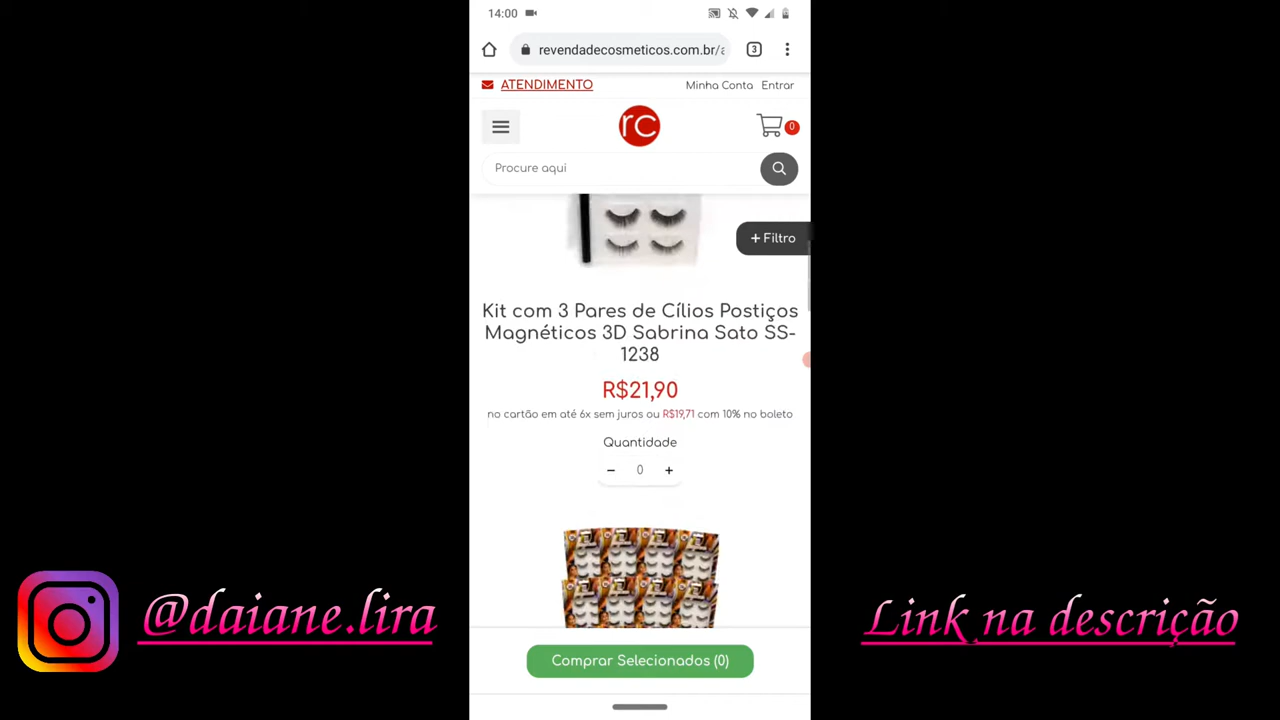 14:00
revendadecosmeticos.com.br/a
3
ATENDIMENTO
Minha Conta Entrar
rc
0
Procure aqui
+ Filtro
Kit com 3 Pares de Cílios Postiços
Magnéticos 3D Sabrina Sato SS-
1238
R$21,90
no cartão em até 6x sem juros ou R$19,71 com 10% no boleto
Quantidade
− 0 +
@daiane.lira
Link na descrição
Comprar Selecionados (0)